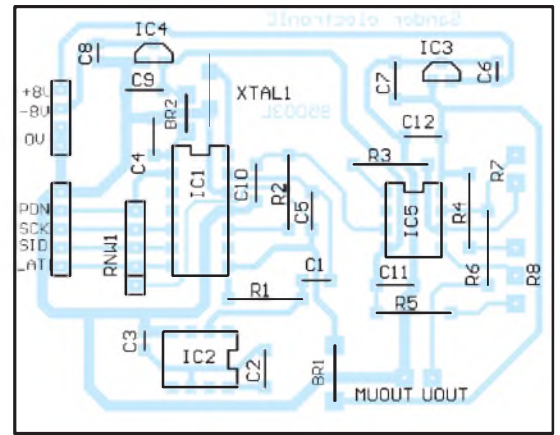 Sander electronic
IC4
IC3
C8
C9
C7
C6
+8V
-8V
0V
XTAL1
BR2
86003L
C12
C4
IC1
C10
R2
C5
R3
IC5
R4
R7
PDN
SCK
SID
LAT
RNW1
R6
R8
C1
C11
R1
R5
C3
IC2
C2
BR1
MUOUT UOUT